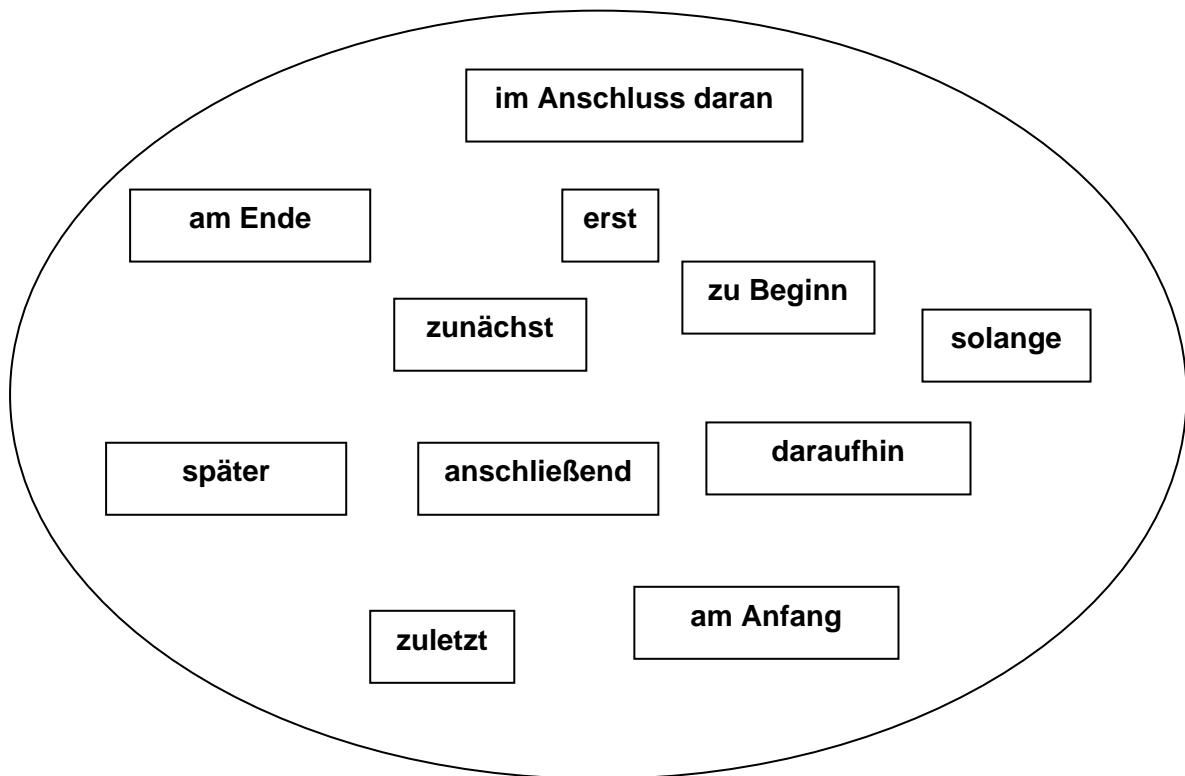 im Anschluss daran
am Ende
erst
zu Beginn
zunächst
solange
später
anschließend
daraufhin
zuletzt
am Anfang